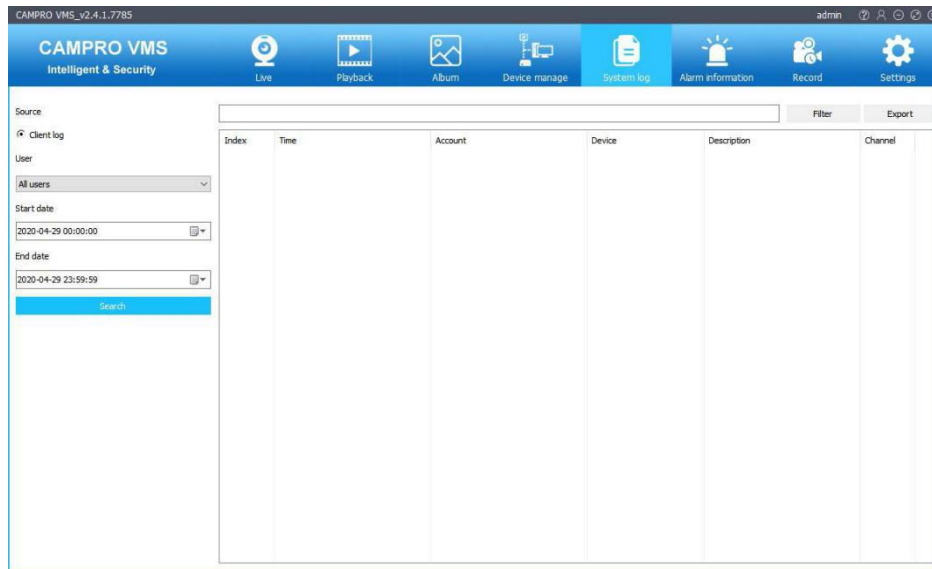 CAMPRO VMS_v2.4.1.7785 admin
CAMPRO VMS
Intelligent & Security
Live Playback Album Device manage System log Alarm information Record Settings
Source
Client log
User
All users
Start date
2020-04-29 00:00:00
End date
2020-04-29 23:59:59
Search
Filter Export
Index Time Account Device Description Channel